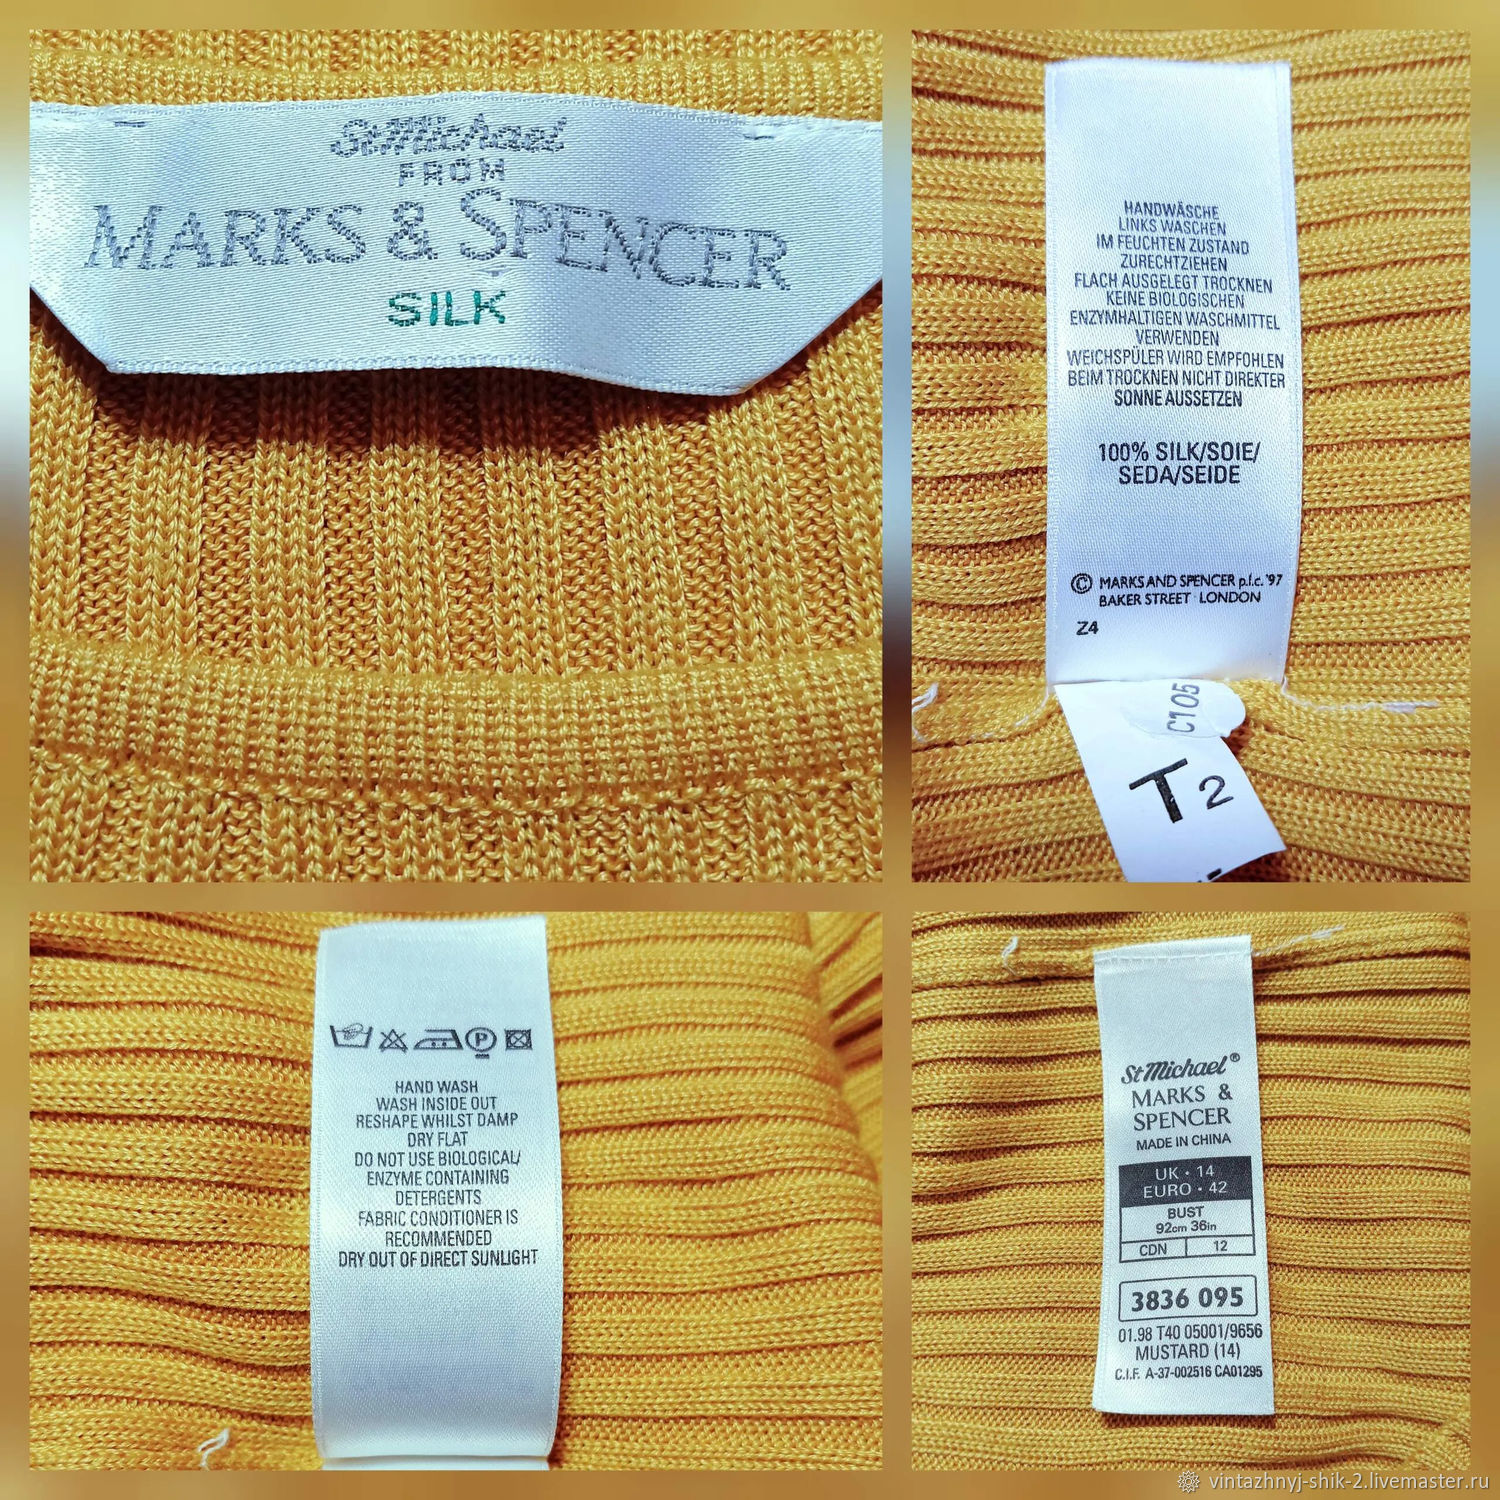 St Michael
FROM
MARKS & SPENCER
SILK
HANDWÄSCHE
LINKS WASCHEN
IM FEUCHTEN ZUSTAND
ZURECHTZIEHEN
FLACH AUSGELEGT TROCKNEN
KEINE BIOLOGISCHEN
ENZYMHALTIGEN WASCHMITTEL
VERWENDEN
WEICHSPÜLER WIRD EMPFOHLEN
BEIM TROCKNEN NICHT DIREKTER
SONNE AUSSETZEN
100% SILK/SOIE/
SEDA/SEIDE
© MARKS AND SPENCER p.l.c. '97
BAKER STREET LONDON
Z4
C105
T2
P
HAND WASH
WASH INSIDE OUT
RESHAPE WHILST DAMP
DRY FLAT
DO NOT USE BIOLOGICAL/
ENZYME CONTAINING
DETERGENTS
FABRIC CONDITIONER IS
RECOMMENDED
DRY OUT OF DIRECT SUNLIGHT
St Michael®
MARKS &
SPENCER
MADE IN CHINA
UK · 14
EURO · 42
BUST
92cm 36in
CDN 12
3836 095
01.98 T40 05001/9656
MUSTARD (14)
C.I.F. A-37-002516 CA01295
vintazhnyj-shik-2.livemaster.ru